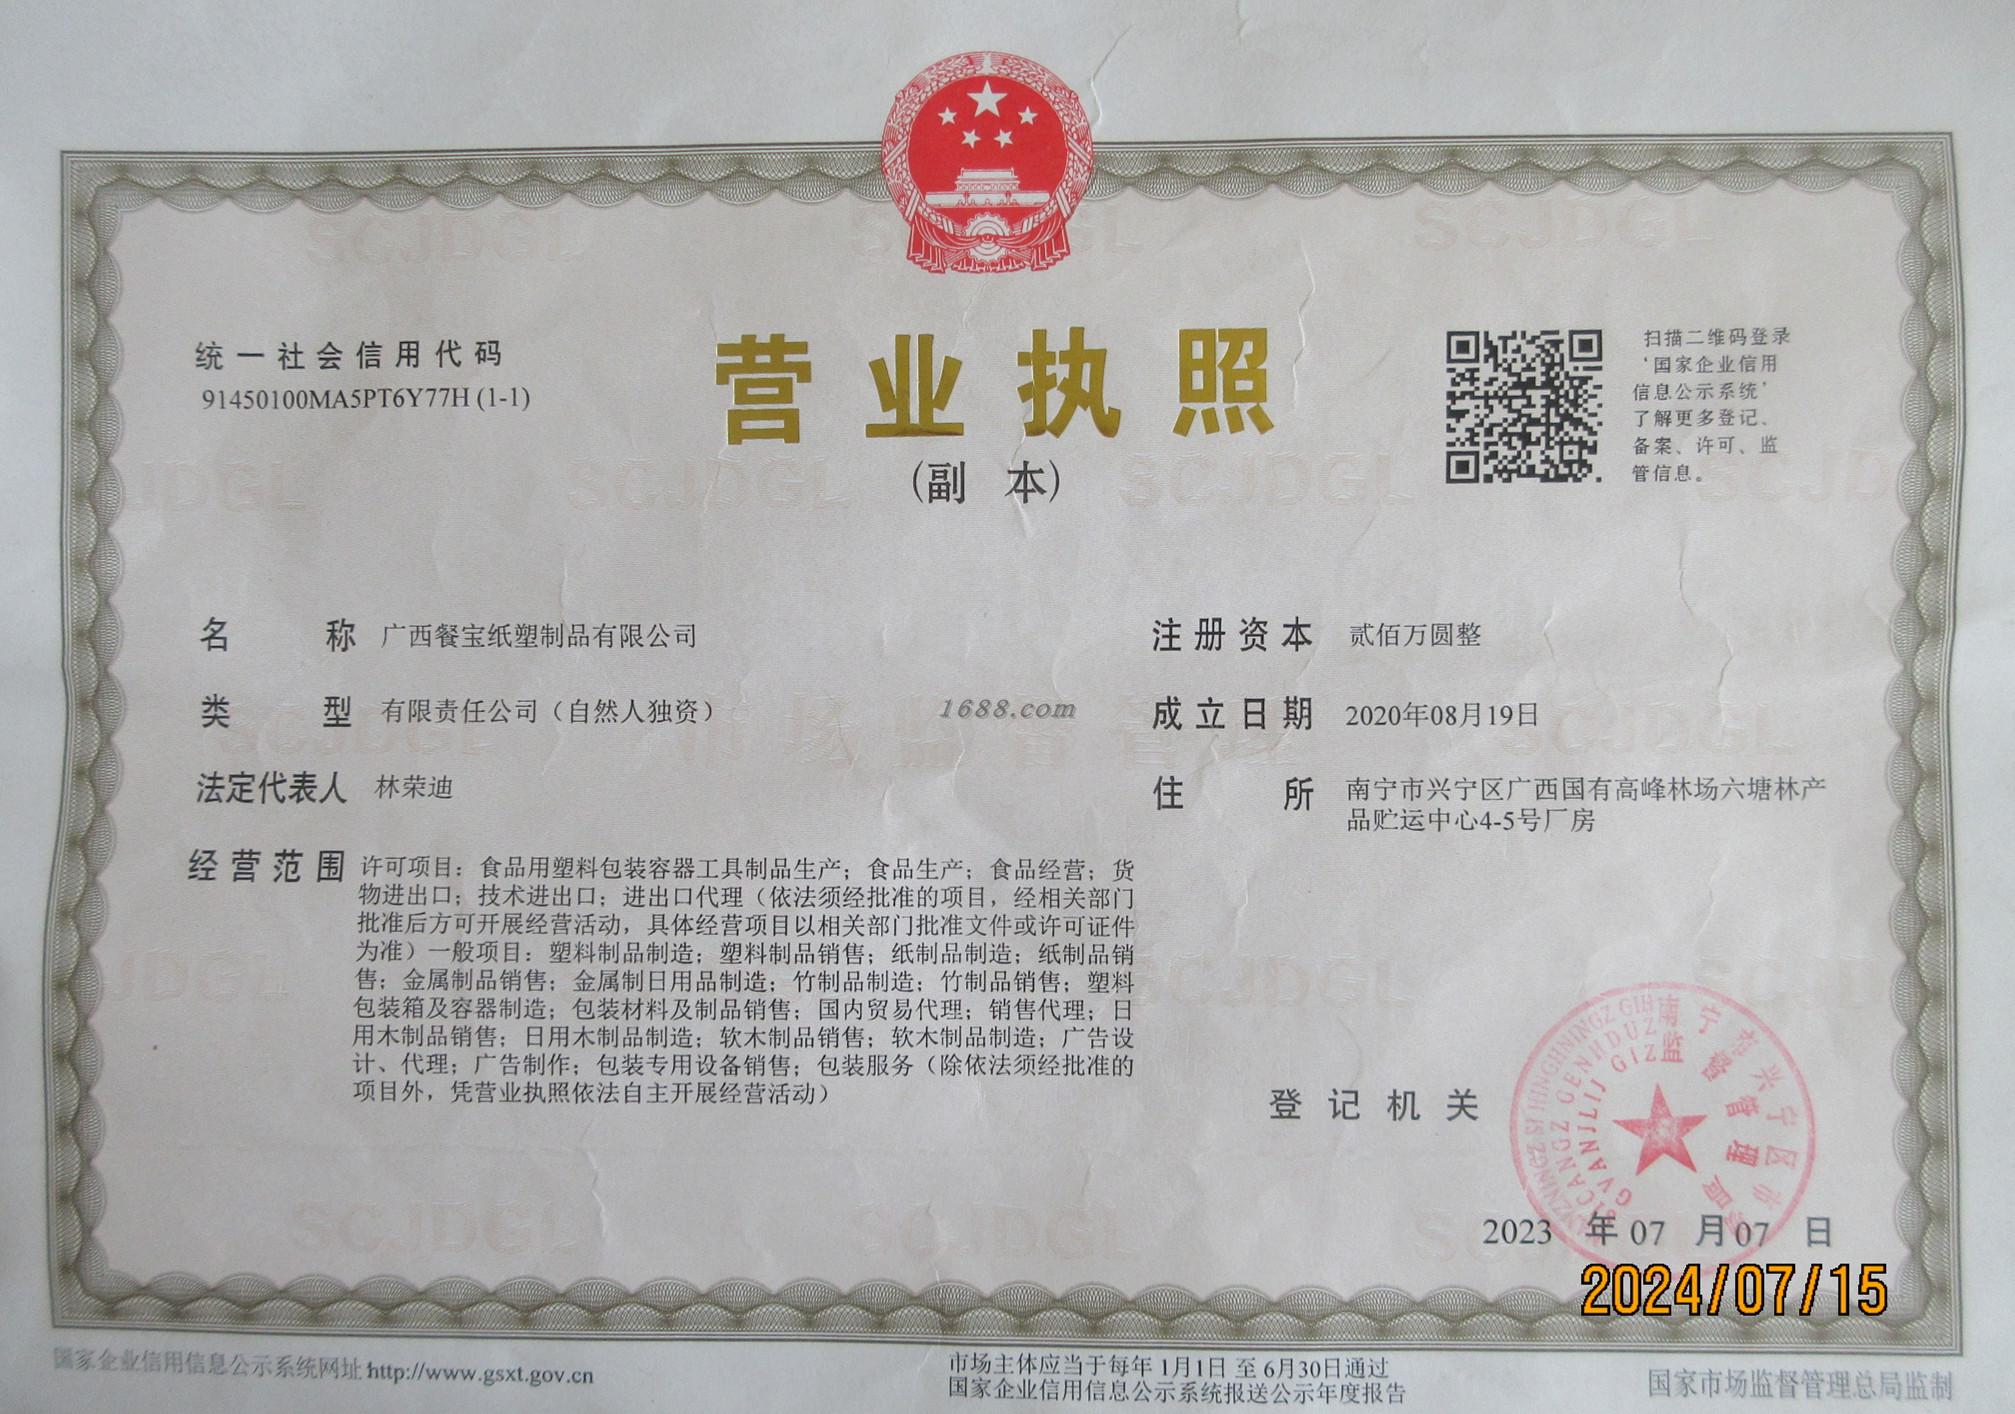 统一社会信用代码
91450100MA5PT6Y77H (1-1)
营业执照
(副 本)
扫描二维码登录
‘国家企业信用
信息公示系统’
了解更多登记、
备案、许可、监
管信息。
名 称 广西餐宝纸塑制品有限公司
类 型 有限责任公司（自然人独资）
法定代表人 林荣迪
经营范围 许可项目：食品用塑料包装容器工具制品生产；食品生产；食品经营；货
物进出口；技术进出口；进出口代理（依法须经批准的项目，经相关部门
批准后方可开展经营活动，具体经营项目以相关部门批准文件或许可证件
为准）一般项目：塑料制品制造；塑料制品销售；纸制品制造；纸制品销
售；金属制品销售；金属制日用品制造；竹制品制造；竹制品销售；塑料
包装箱及容器制造；包装材料及制品销售；国内贸易代理；销售代理；日
用木制品销售；日用木制品制造；软木制品销售；软木制品制造；广告设
计、代理；广告制作；包装专用设备销售；包装服务（除依法须经批准的
项目外，凭营业执照依法自主开展经营活动）
1688.com
注册资本 贰佰万圆整
成立日期 2020年08月19日
住 所 南宁市兴宁区广西国有高峰林场六塘林产
品贮运中心4-5号厂房
登记机关
南宁市兴宁区市场
监督管理局
2023 年 07 月 07 日
2024/07/15
国家企业信用信息公示系统网址 http://www.gsxt.gov.cn
市场主体应当于每年 1月1日 至 6月30日通过
国家企业信用信息公示系统报送公示年度报告
国家市场监督管理总局监制
SCJDGL
市场监督管理